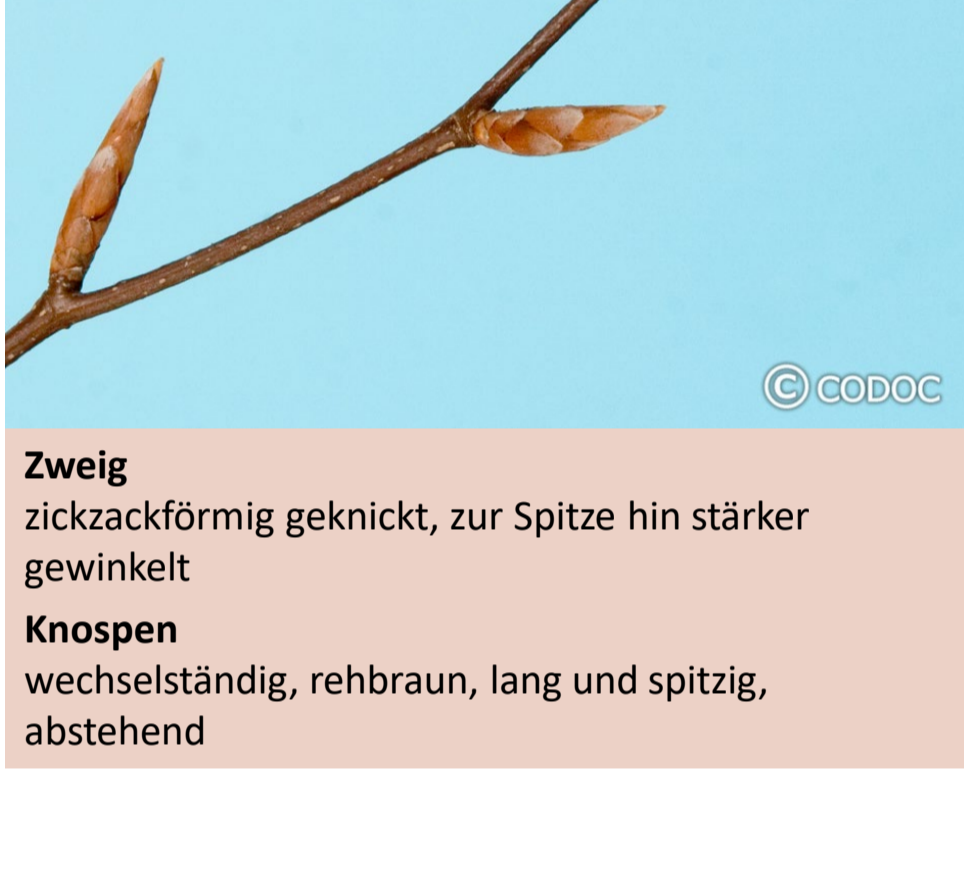 © CODOC
Zweig
zickzackförmig geknickt, zur Spitze hin stärker
gewinkelt
Knospen
wechselständig, rehbraun, lang und spitzig,
abstehend